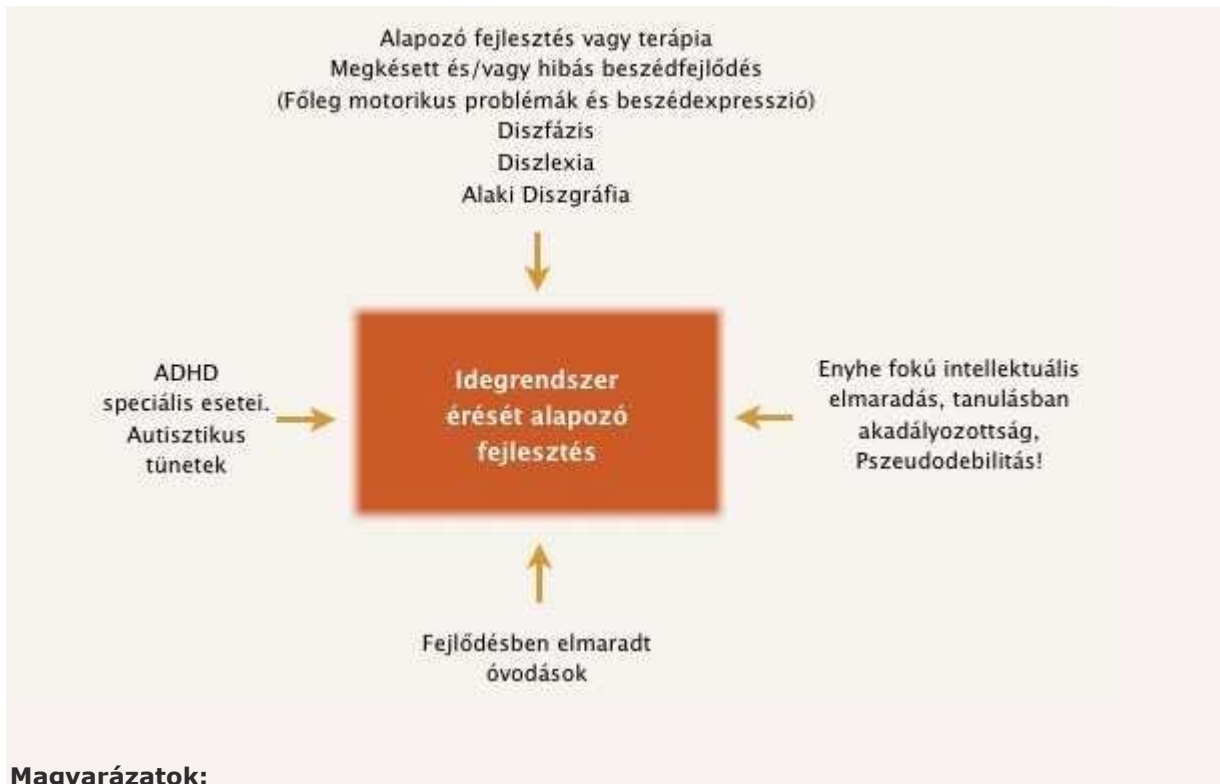 Alapozó fejlesztés vagy terápia
Megkésett és/vagy hibás beszédfejlődés
(Főleg motorikus problémák és beszédexpresszió)
Diszfázis
Diszlexia
Alaki Diszgráfia
ADHD
speciális esetei.
Autisztikus
tünetek
Idegrendszer
érését alapozó
fejlesztés
Enyhe fokú intellektuális
elmaradás, tanulásban
akadályozottság,
Pszeudodebilitás!
Fejlődésben elmaradt
óvodások
Magyarázatok: